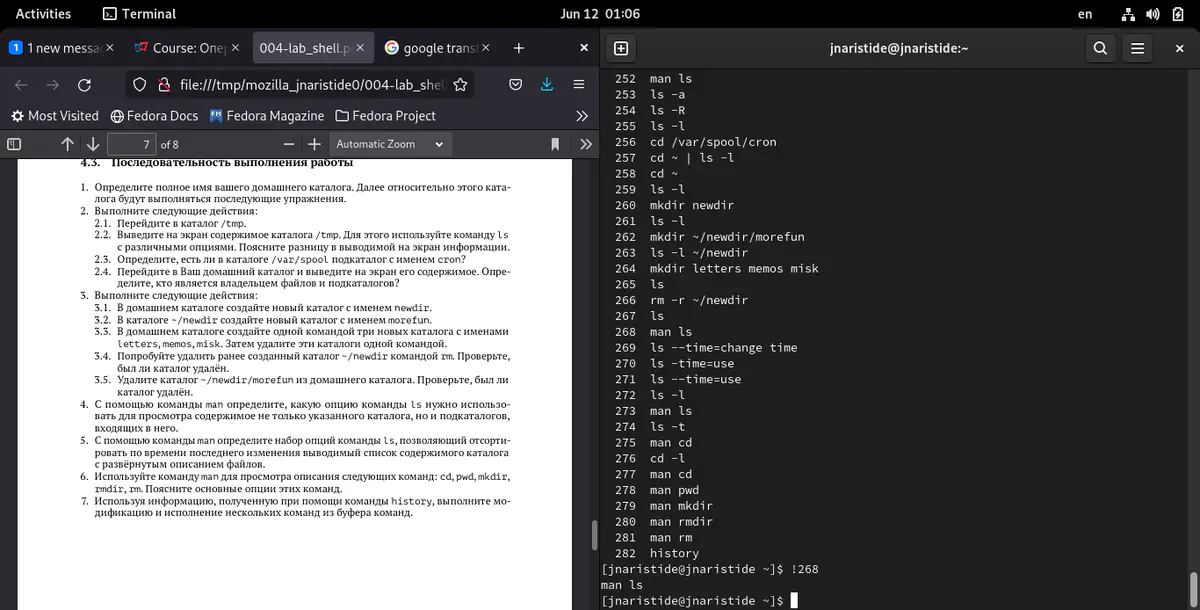 Activities
Terminal
Jun 12 01:06
en
1 1 new messa
Course: Опер
004-lab_shell.p
google transl
file:///tmp/mozilla_jnaristide0/004-lab_shel
Most Visited
Fedora Docs
Fedora Magazine
Fedora Project
7 of 8
Automatic Zoom
4.3. Последовательность выполнения работы
1. Определите полное имя вашего домашнего каталога. Далее относительно этого ката-
лога будут выполняться последующие упражнения.
2. Выполните следующие действия:
2.1. Перейдите в каталог /tmp.
2.2. Выведите на экран содержимое каталога /tmp. Для этого используйте команду ls
с различными опциями. Поясните разницу в выводимой на экран информации.
2.3. Определите, есть ли в каталоге /var/spool подкаталог с именем cron?
2.4. Перейдите в Ваш домашний каталог и выведите на экран его содержимое. Опре-
делите, кто является владельцем файлов и подкаталогов?
3. Выполните следующие действия:
3.1. В домашнем каталоге создайте новый каталог с именем newdir.
3.2. В каталоге ~/newdir создайте новый каталог с именем morefun.
3.3. В домашнем каталоге создайте одной командой три новых каталога с именами
letters, memos, misk. Затем удалите эти каталоги одной командой.
3.4. Попробуйте удалить ранее созданный каталог ~/newdir командой rm. Проверьте,
был ли каталог удалён.
3.5. Удалите каталог ~/newdir/morefun из домашнего каталога. Проверьте, был ли
каталог удалён.
4. С помощью команды man определите, какую опцию команды ls нужно использо-
вать для просмотра содержимое не только указанного каталога, но и подкаталогов,
входящих в него.
5. С помощью команды man определите набор опций команды ls, позволяющий отсорти-
ровать по времени последнего изменения выводимый список содержимого каталога
с развёрнутым описанием файлов.
6. Используйте команду man для просмотра описания следующих команд: cd, pwd, mkdir,
rmdir, rm. Поясните основные опции этих команд.
7. Используя информацию, полученную при помощи команды history, выполните мо-
дификацию и исполнение нескольких команд из буфера команд.
jnaristide@jnaristide:~
252 man ls
253 ls -a
254 ls -R
255 ls -l
256 cd /var/spool/cron
257 cd ~ | ls -l
258 cd ~
259 ls -l
260 mkdir newdir
261 ls -l
262 mkdir ~/newdir/morefun
263 ls -l ~/newdir
264 mkdir letters memos misk
265 ls
266 rm -r ~/newdir
267 ls
268 man ls
269 ls --time=change time
270 ls -time=use
271 ls --time=use
272 ls -l
273 man ls
274 ls -t
275 man cd
276 cd -l
277 man cd
278 man pwd
279 man mkdir
280 man rmdir
281 man rm
282 history
[jnaristide@jnaristide ~]$ !268
man ls
[jnaristide@jnaristide ~]$